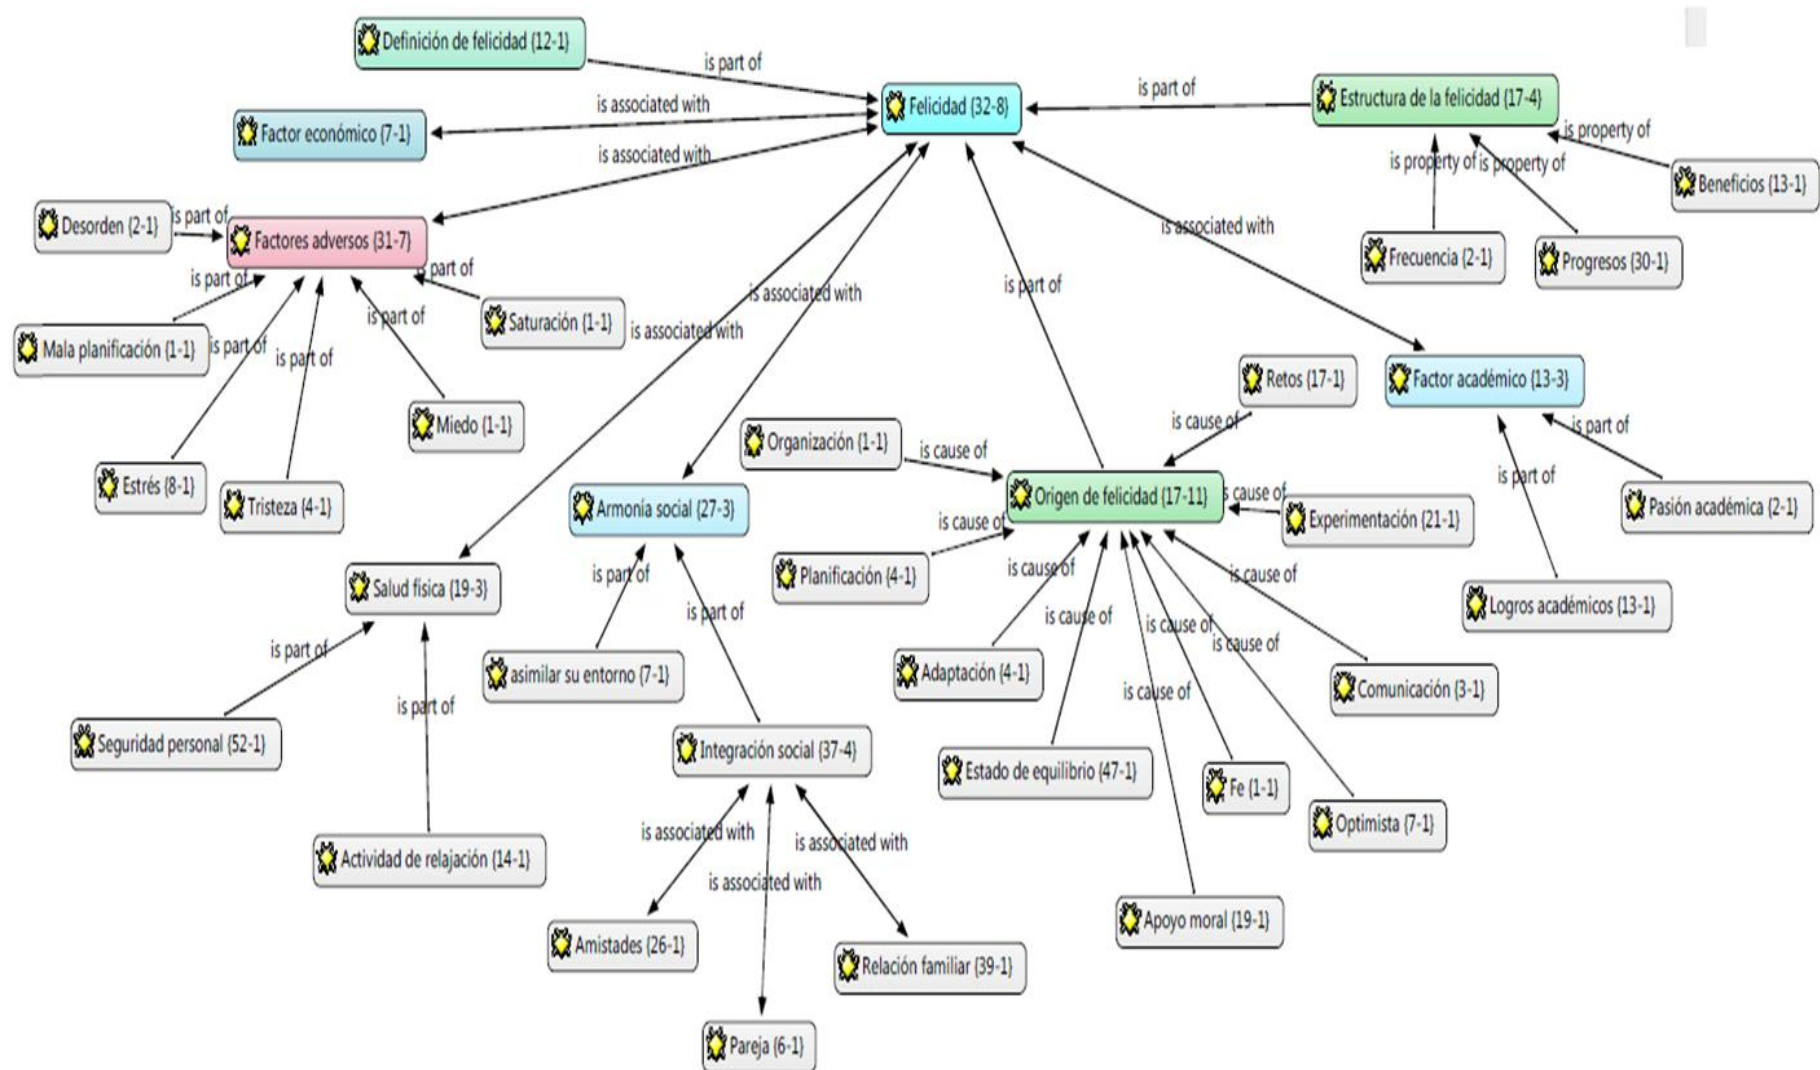 Definición de felicidad {12-1}
is part of
Felicidad {32-8}
is part of
Estructura de la felicidad {17-4}
is associated with
Factor económico {7-1}
is associated with
is property of
is property of
is property of
Beneficios {13-1}
Desorden {2-1}
is part of
Factores adversos {31-7}
is associated with
Frecuencia {2-1}
Progresos {30-1}
is part of
is part of
is part of
is associated with
is part of
Saturación {1-1}
is part of
is associated with
Mala planificación {1-1}
is part of
is part of
Retos {17-1}
Factor académico {13-3}
Miedo {1-1}
Organización {1-1}
is cause of
is cause of
is part of
Estrés {8-1}
Tristeza {4-1}
Armonía social {27-3}
Origen de felicidad {17-11}
is cause of
Experimentación {21-1}
is part of
Pasión académica {2-1}
is cause of
Salud física {19-3}
is part of
Planificación {4-1}
is cause of
is cause of
is part of
is cause of
is cause of
is cause of
Logros académicos {13-1}
is part of
asimilar su entorno {7-1}
Adaptación {4-1}
is cause of
Comunicación {3-1}
is part of
Seguridad personal {52-1}
Integración social {37-4}
Estado de equilibrio {47-1}
Fe {1-1}
Optimista {7-1}
is associated with
is associated with
Actividad de relajación {14-1}
is associated with
Apoyo moral {19-1}
Amistades {26-1}
Relación familiar {39-1}
Pareja {6-1}